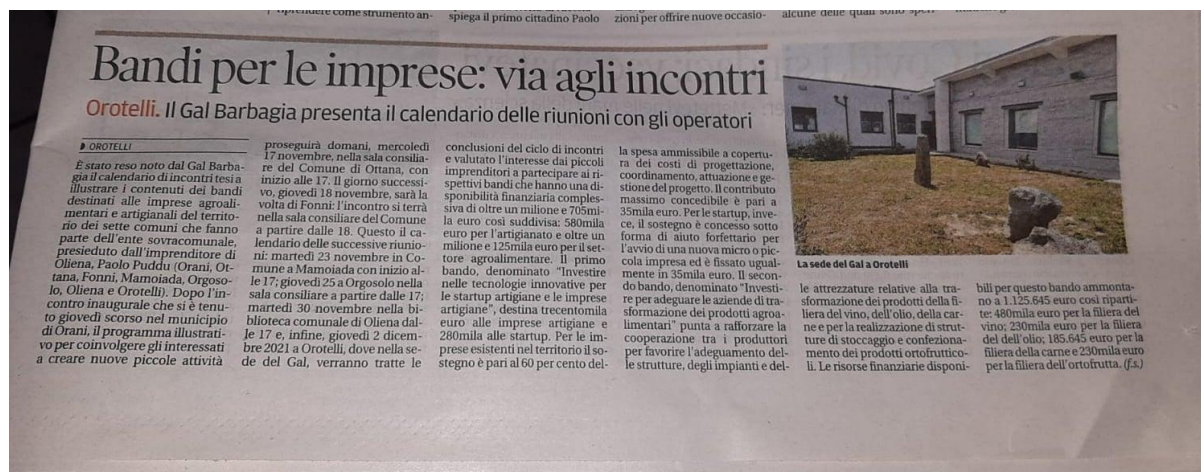 spiega il primo cittadino Paolo
zioni per offrire nuove occasio-
Bandi per le imprese: via agli incontri
Orotelli. Il Gal Barbagia presenta il calendario delle riunioni con gli operatori
OROTELLI
È stato reso noto dal Gal Barba-
gia il calendario di incontri tesi a
illustrare i contenuti dei bandi
destinati alle imprese agroali-
mentari e artigianali del territo-
rio dei sette comuni che fanno
parte dell'ente sovracomunale,
presieduto dall'imprenditore di
Oliena, Paolo Puddu (Orani, Ot-
tana, Fonni, Mamoiada, Orgoso-
lo, Oliena e Orotelli). Dopo l'in-
contro inaugurale che si è tenu-
to giovedì scorso nel municipio
di Orani, il programma illustrati-
vo per coinvolgere gli interessati
a creare nuove piccole attività
proseguirà domani, mercoledì
17 novembre, nella sala consilia-
re del Comune di Ottana, con
inizio alle 17. Il giorno successi-
vo, giovedì 18 novembre, sarà la
volta di Fonni: l'incontro si terrà
nella sala consiliare del Comune
a partire dalle 18. Questo il ca-
lendario delle successive riunio-
ni: martedì 23 novembre in Co-
mune a Mamoiada con inizio al-
le 17; giovedì 25 a Orgosolo nella
sala consiliare a partire dalle 17;
martedì 30 novembre nella bi-
blioteca comunale di Oliena dal-
le 17 e, infine, giovedì 2 dicem-
bre 2021 a Orotelli, dove nella se-
de del Gal, verranno tratte le
conclusioni del ciclo di incontri
e valutato l'interesse dai piccoli
imprenditori a partecipare ai ri-
spettivi bandi che hanno una di-
sponibilità finanziaria comples-
siva di oltre un milione e 705mi-
la euro così suddivisa: 580mila
euro per l'artigianato e oltre un
milione e 125mila euro per il set-
tore agroalimentare. Il primo
bando, denominato "Investire
nelle tecnologie innovative per
le startup artigiane e le imprese
artigiane", destina trecentomila
euro alle imprese artigiane e
280mila alle startup. Per le im-
prese esistenti nel territorio il so-
stegno è pari al 60 per cento del-
la spesa ammissibile a copertu-
ra dei costi di progettazione,
coordinamento, attuazione e ge-
stione del progetto. Il contributo
massimo concedibile è pari a
35mila euro. Per le startup, inve-
ce, il sostegno è concesso sotto
forma di aiuto forfettario per
l'avvio di una nuova micro o pic-
cola impresa ed è fissato ugual-
mente in 35mila euro. Il secon-
do bando, denominato "Investi-
re per adeguare le aziende di tra-
sformazione dei prodotti agroa-
limentari" punta a rafforzare la
cooperazione tra i produttori
per favorire l'adeguamento del-
le strutture, degli impianti e del-
La sede del Gal a Orotelli
le attrezzature relative alla tra-
sformazione dei prodotti della fi-
liera del vino, dell'olio, della car-
ne e per la realizzazione di strut-
ture di stoccaggio e confeziona-
mento dei prodotti ortofruttico-
li. Le risorse finanziarie disponi-
bili per questo bando ammonta-
no a 1.125.645 euro così riparti-
te: 480mila euro per la filiera del
vino; 230mila euro per la filiera
del dell'olio; 185.645 euro per la
filiera della carne e 230mila euro
per la filiera dell'ortofrutta. (f.s.)